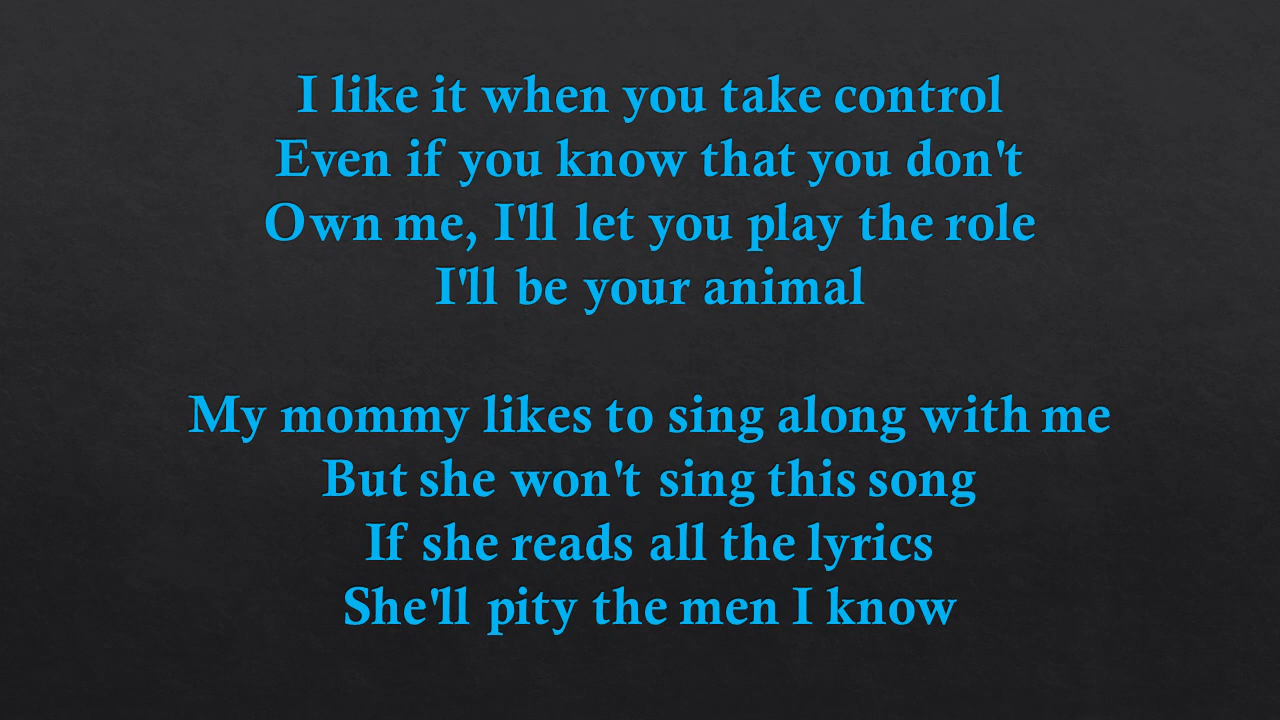 I like it when you take control
Even if you know that you don't
Own me, I'll let you play the role
I'll be your animal
My mommy likes to sing along with me
But she won't sing this song
If she reads all the lyrics
She'll pity the men I know